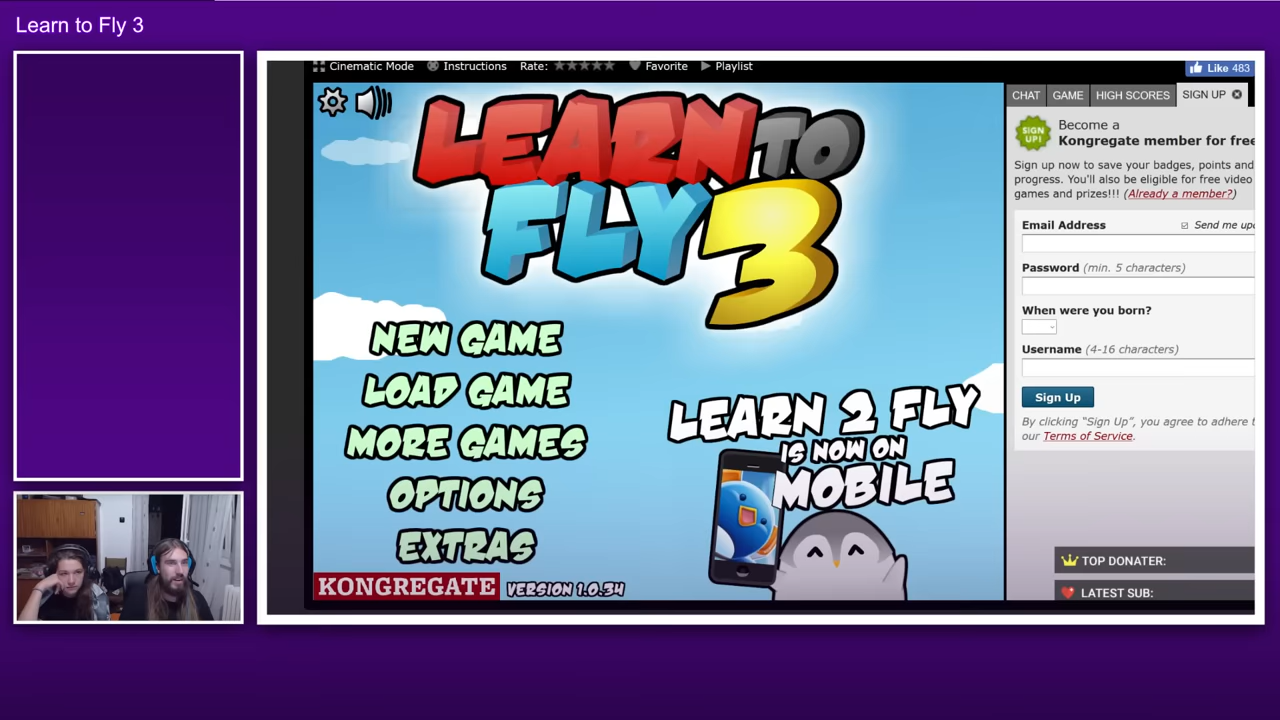 Learn to Fly 3
Cinematic Mode Instructions Rate: Favorite Playlist
Like 483
CHAT GAME HIGH SCORES SIGN UP
LEARN TO
FLY 3
SIGN UP!
Become a
Kongregate member for free
Sign up now to save your badges, points and
progress. You'll also be eligible for free video
games and prizes!!! (Already a member?)
Email Address Send me upd
Password (min. 5 characters)
When were you born?
Username (4-16 characters)
Sign Up
By clicking "Sign Up", you agree to adhere t
our Terms of Service.
NEW GAME
LOAD GAME
MORE GAMES
OPTIONS
EXTRAS
LEARN 2 FLY
IS NOW ON
MOBILE
KONGREGATE VERSION 1.0.34
TOP DONATER:
LATEST SUB: